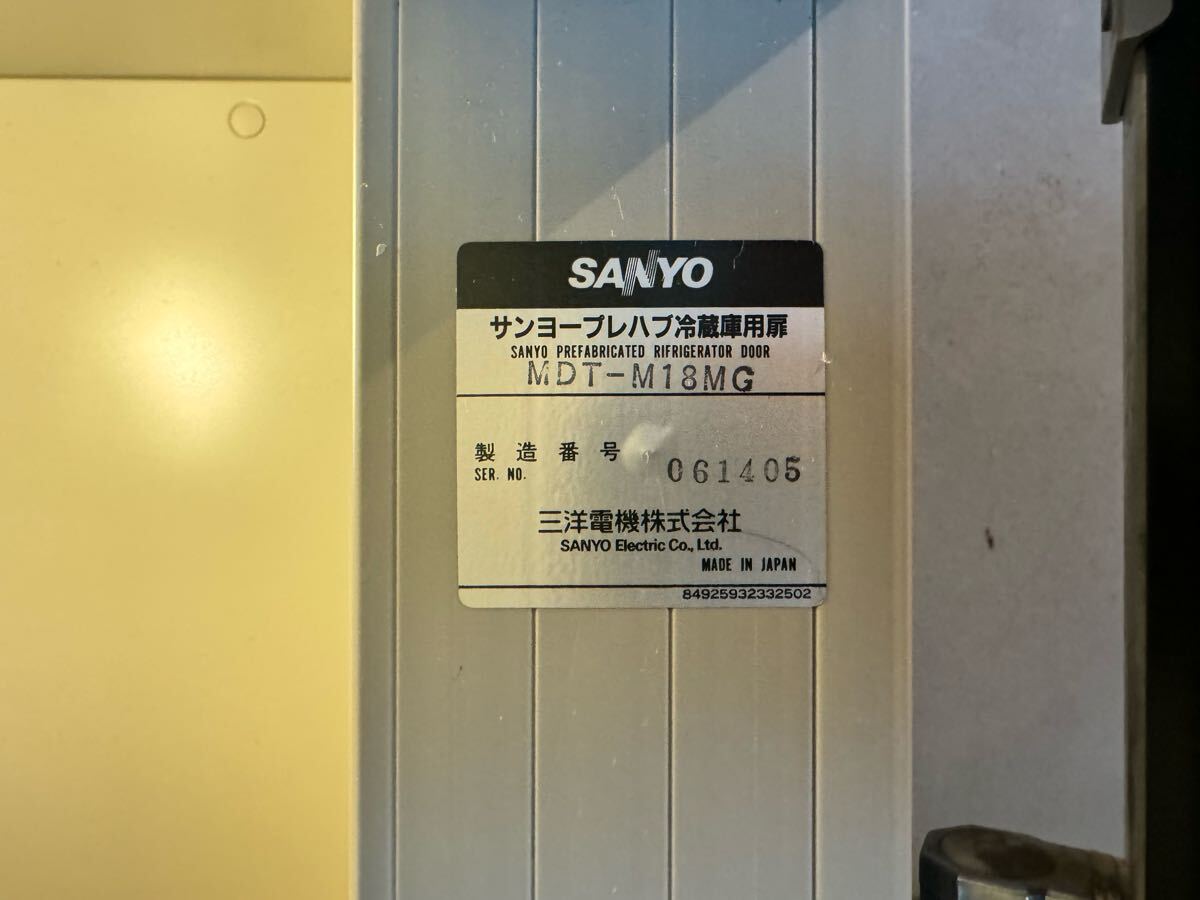 SANYO
サンヨープレハブ冷蔵庫用扉
SANYO PREFABRICATED RIFRIGERATOR DOOR
MDT-M18MG
製造番号
SER. NO.
061405
三洋電機株式会社
SANYO Electric Co., Ltd.
MADE IN JAPAN
84925932332502